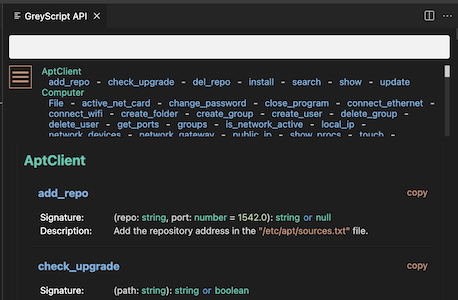 GreyScript API
AptClient
add_repo - check_upgrade - del_repo - install - search - show - update
Computer
File - active_net_card - change_password - close_program - connect_ethernet -
connect_wifi - create_folder - create_group - create_user - delete_group -
delete_user - get_ports - groups - is_network_active - local_ip -
network_devices - network_gateway - public_ip - show_procs - touch -
AptClient
add_repo copy
Signature: (repo: string, port: number = 1542.0): string or null
Description: Add the repository address in the "/etc/apt/sources.txt" file.
check_upgrade copy
Signature: (path: string): string or boolean